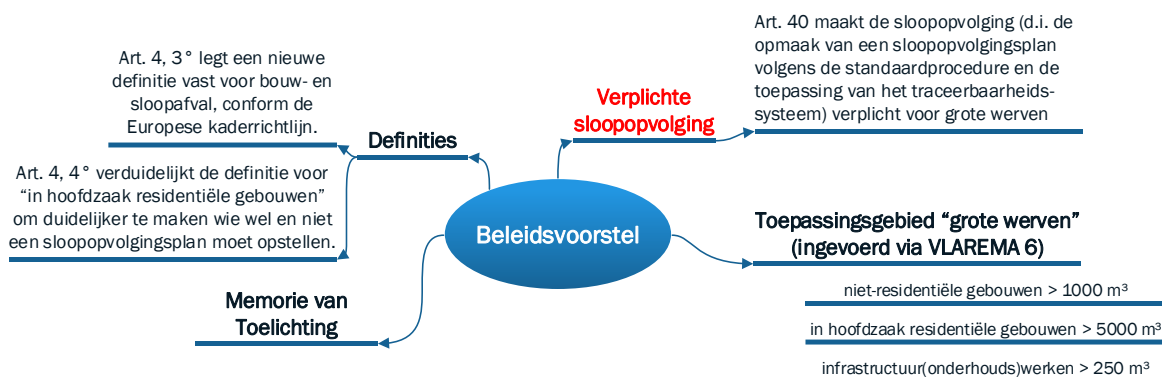 Art. 4, 3° legt een nieuwe
definitie vast voor bouw- en
sloopafval, conform de
Europese kaderrichtlijn.
Definities
Art. 4, 4° verduidelijkt de definitie voor
“in hoofdzaak residentiële gebouwen”
om duidelijker te maken wie wel en niet
een sloopopvolgingsplan moet opstellen.
Memorie van
Toelichting
Beleidsvoorstel
Verplichte
sloopopvolging
Art. 40 maakt de sloopopvolging (d.i. de
opmaak van een sloopopvolgingsplan
volgens de standaardprocedure en de
toepassing van het traceerbaarheids-
systeem) verplicht voor grote werven
Toepassingsgebied “grote werven”
(ingevoerd via VLAREMA 6)
niet-residentiële gebouwen > 1000 m³
in hoofdzaak residentiële gebouwen > 5000 m³
infrastructuur(onderhouds)werken > 250 m³